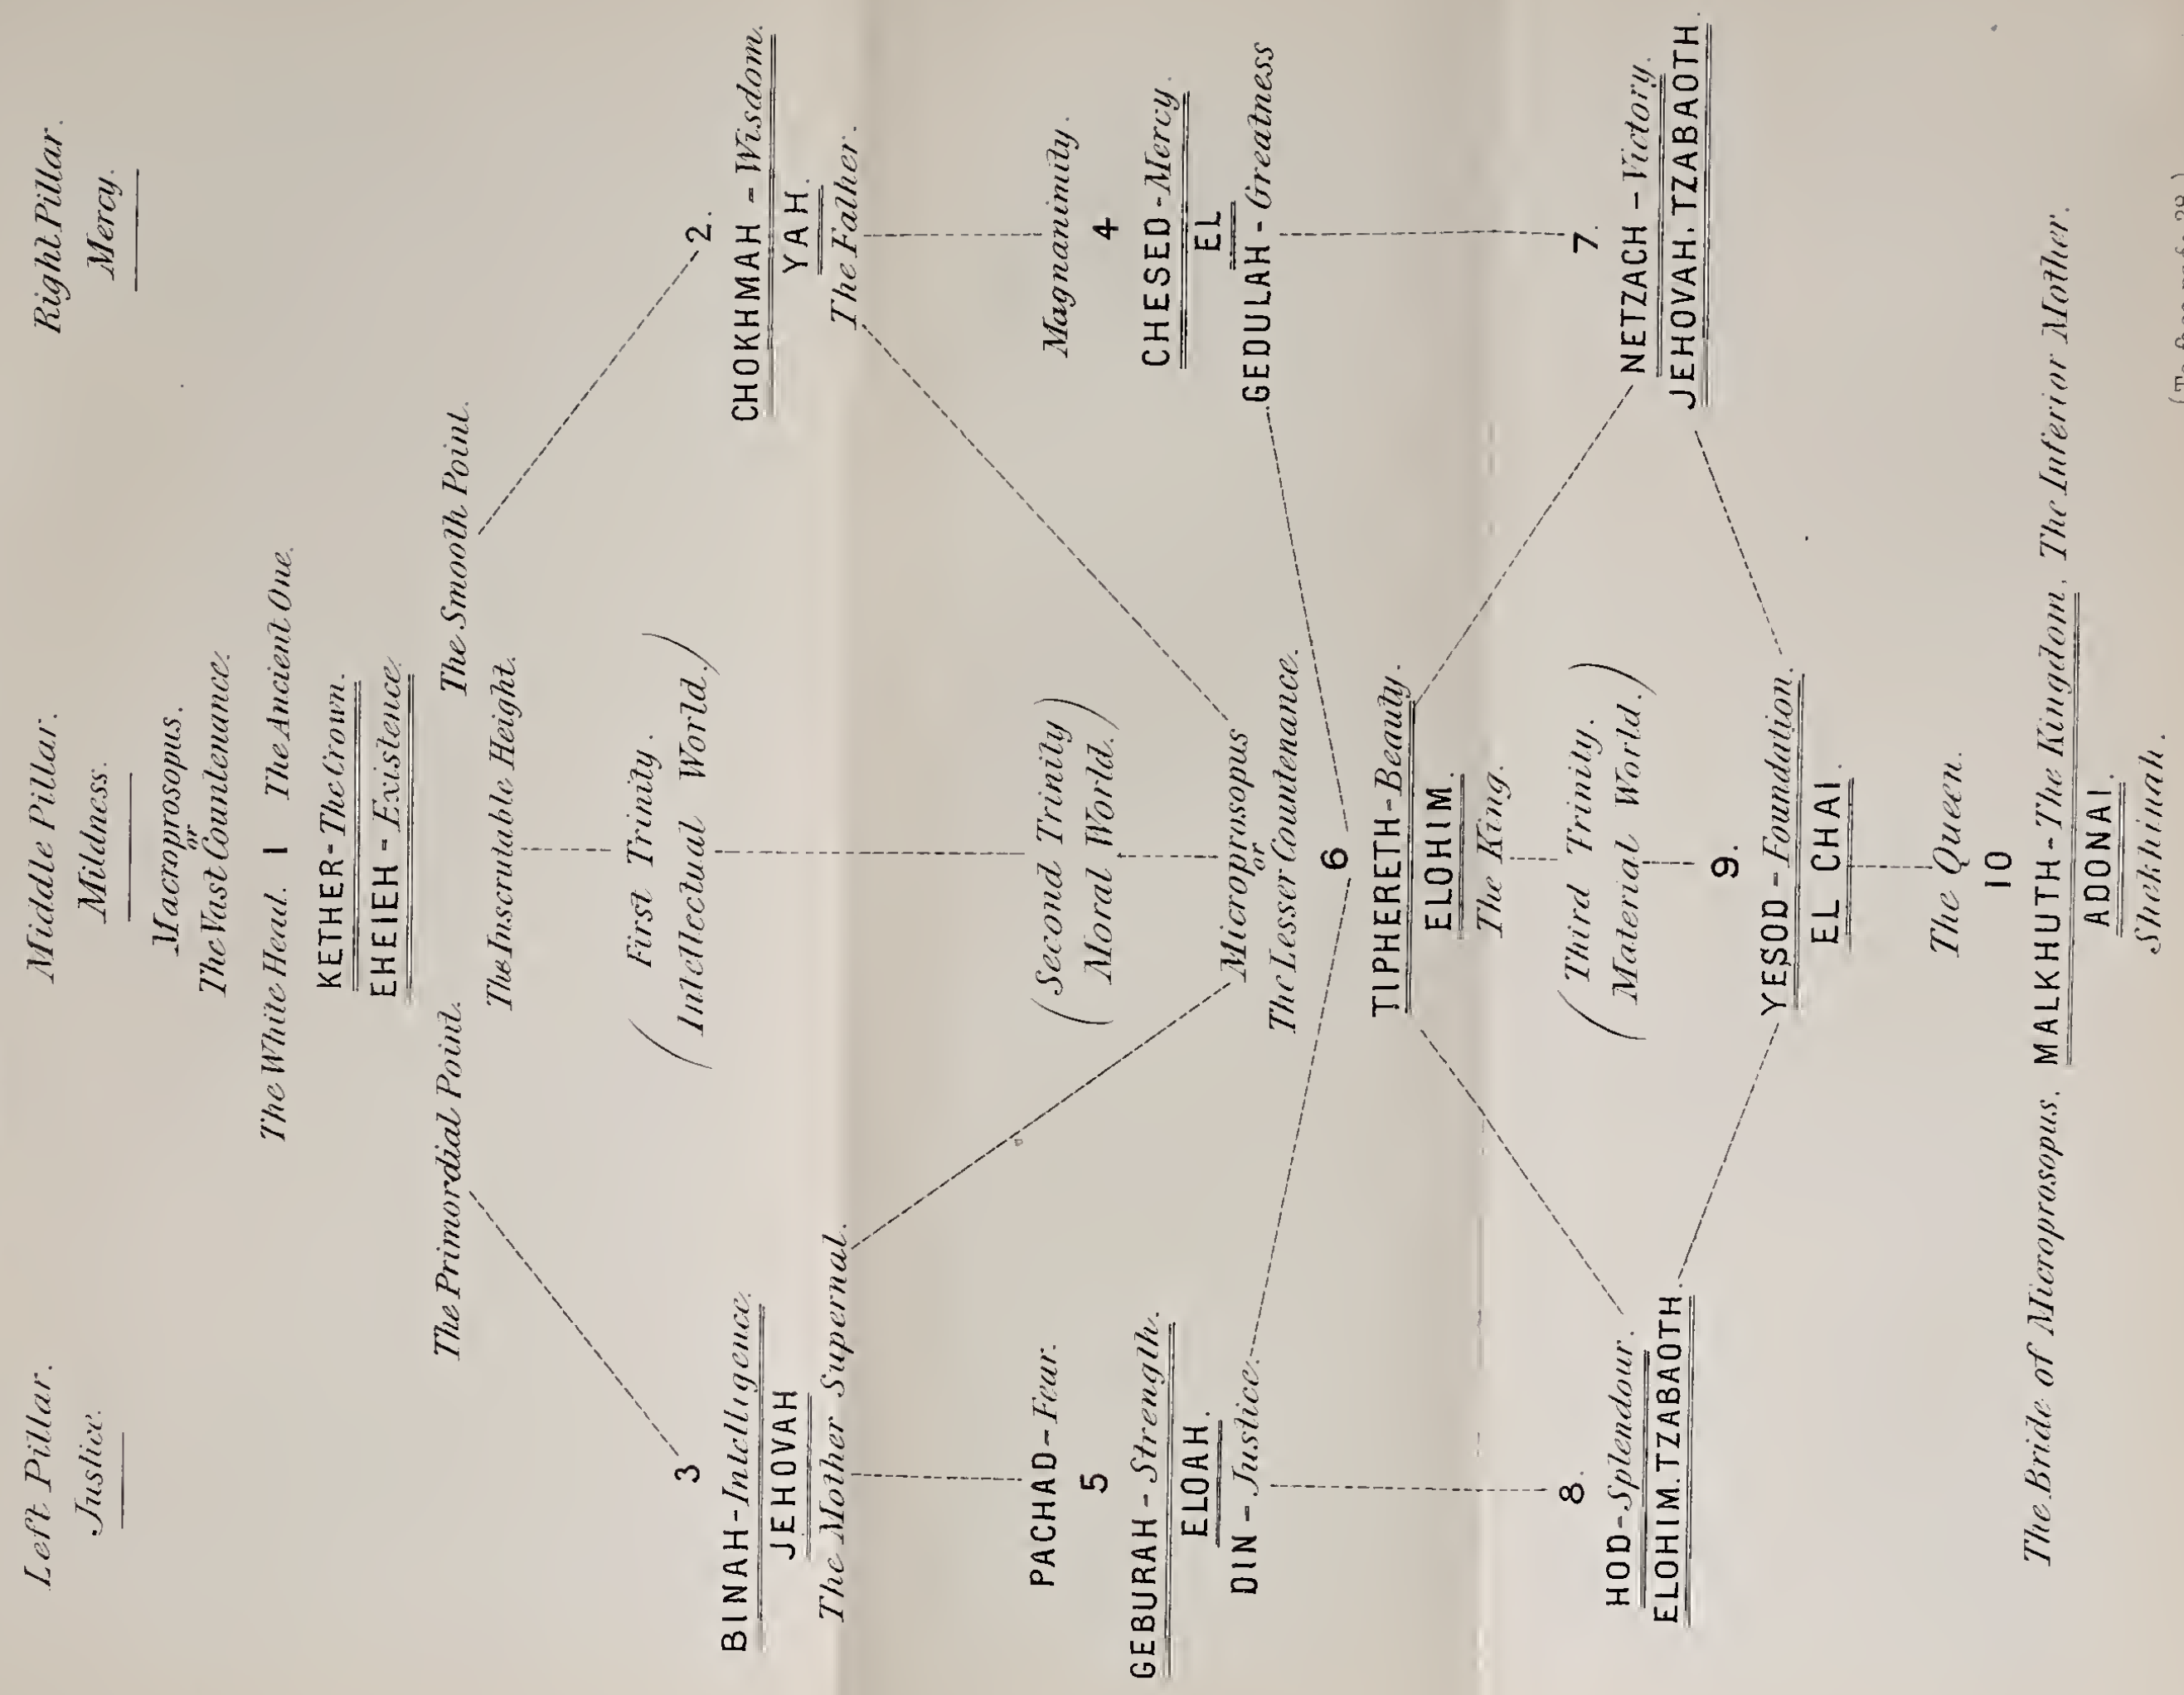 Left Pillar.
Justice.
Middle Pillar.
Mildness.
Right Pillar
Mercy.
Macroprosopus.
or
The Vast Countenance.
The White Head. 1 The Ancient One.
KETHER - The Crown.
EHEIEH - Existence.
The Primordial Point. The Smooth Point.
The Inscrutable Height.
( First Trinity.
Intellectual World.)
3
BINAH - Intelligence.
JEHOVAH
The Mother Supernal.
2.
CHOKHMAH - Wisdom.
YAH.
The Father.
(Second Trinity
Moral World.)
PACHAD - Fear.
5
GEBURAH - Strength.
ELOAH.
DIN - Justice.
Magnanimity.
4
CHESED - Mercy.
EL
GEDULAH - Greatness
Microprosopus
or
The Lesser Countenance.
6
TIPHERETH - Beauty.
ELOHIM.
The King.
(Third Trinity.
Material World.)
8.
HOD - Splendour.
ELOHIM. TZABAOTH.
7.
NETZACH - Victory.
JEHOVAH. TZABAOTH.
9.
YESOD - Foundation.
EL CHAI.
The Queen.
10
The Bride of Microprosopus. MALKHUTH - The Kingdom. The Inferior Mother.
ADONAI.
Shekhinah.